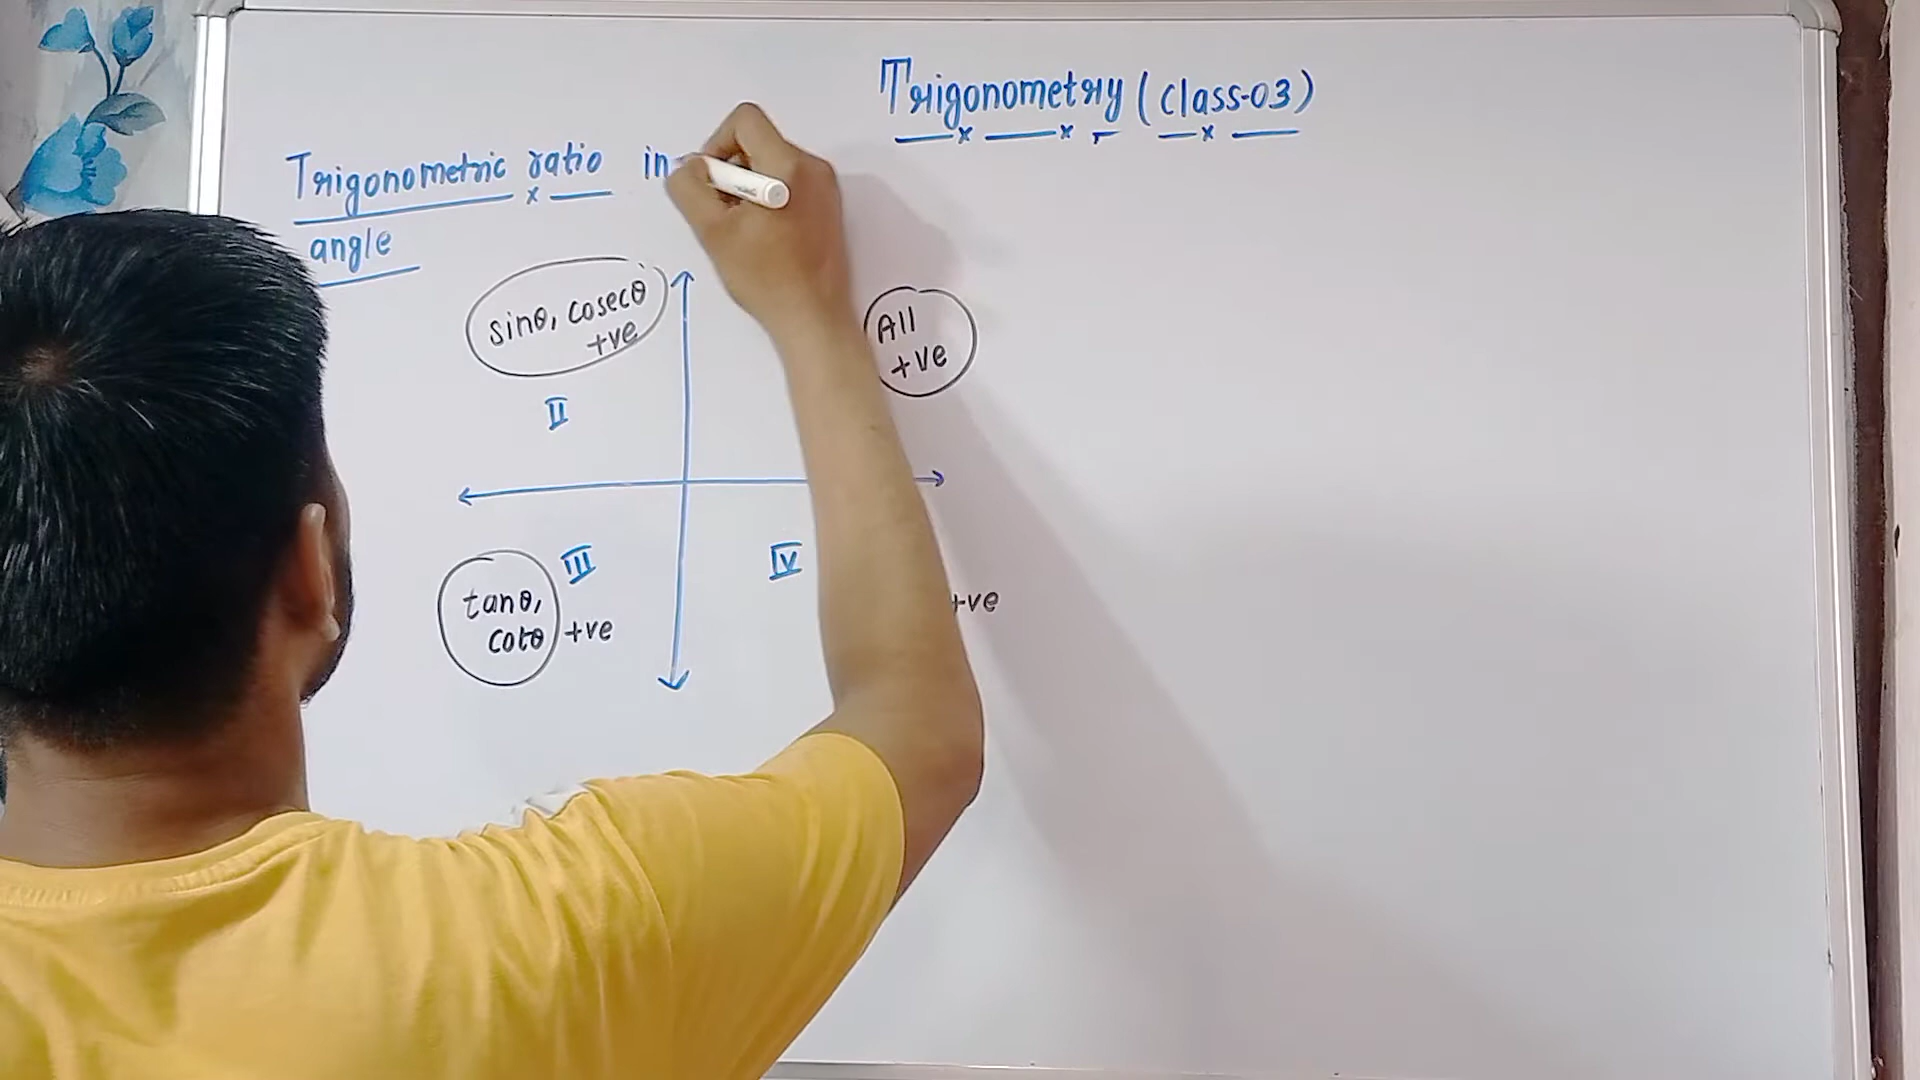 Trigonometry (Class-03)
Trigonometric ratio in
angle
sinθ, cosecθ
+ve
All
+ve
II
III
IV
tanθ,
cotθ +ve
+ve